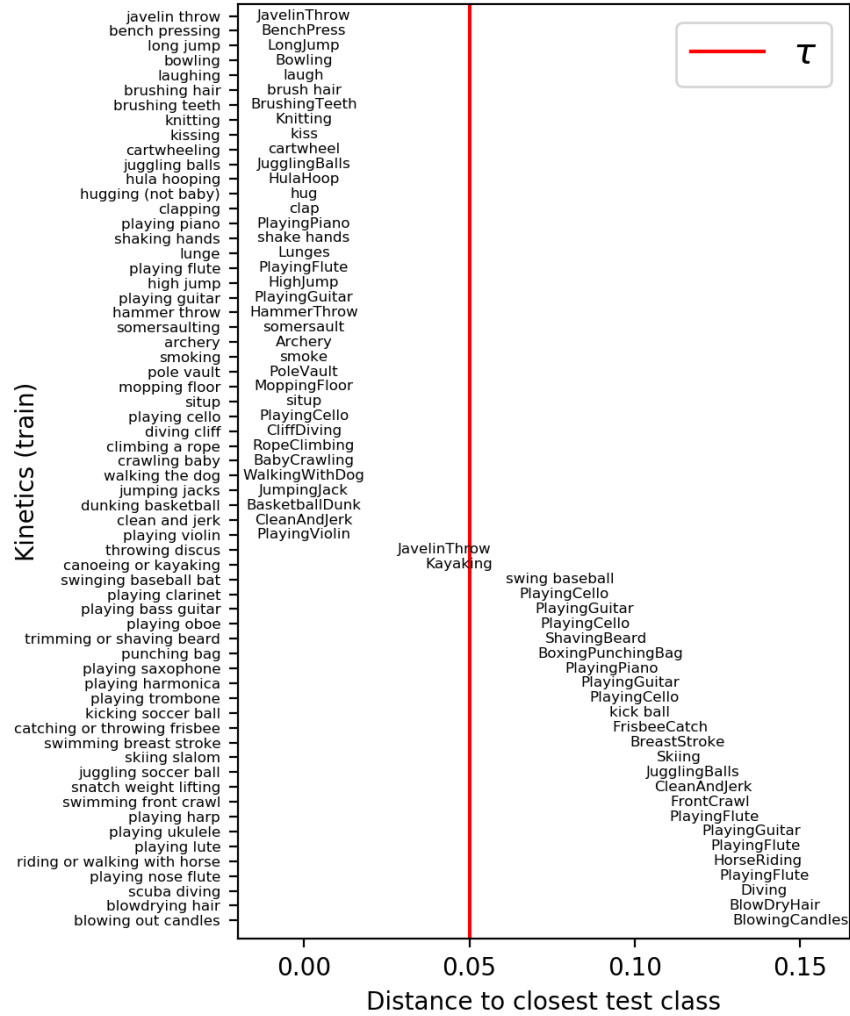 javelin throw JavelinThrow
bench pressing BenchPress
long jump LongJump
bowling Bowling
laughing laugh
brushing hair brush hair
brushing teeth BrushingTeeth
knitting Knitting
kissing kiss
cartwheeling cartwheel
juggling balls JugglingBalls
hula hooping HulaHoop
hugging (not baby) hug
clapping clap
playing piano PlayingPiano
shaking hands shake hands
lunge Lunges
playing flute PlayingFlute
high jump HighJump
playing guitar PlayingGuitar
hammer throw HammerThrow
somersaulting somersault
archery Archery
smoking smoke
pole vault PoleVault
mopping floor MoppingFloor
situp situp
playing cello PlayingCello
diving cliff CliffDiving
climbing a rope RopeClimbing
crawling baby BabyCrawling
walking the dog WalkingWithDog
jumping jacks JumpingJack
dunking basketball BasketballDunk
clean and jerk CleanAndJerk
playing violin PlayingViolin
throwing discus JavelinThrow
canoeing or kayaking Kayaking
swinging baseball bat swing baseball
playing clarinet PlayingCello
playing bass guitar PlayingGuitar
playing oboe PlayingCello
trimming or shaving beard ShavingBeard
punching bag BoxingPunchingBag
playing saxophone PlayingPiano
playing harmonica PlayingGuitar
playing trombone PlayingCello
kicking soccer ball kick ball
catching or throwing frisbee FrisbeeCatch
swimming breast stroke BreastStroke
skiing slalom Skiing
juggling soccer ball JugglingBalls
snatch weight lifting CleanAndJerk
swimming front crawl FrontCrawl
playing harp PlayingFlute
playing ukulele PlayingGuitar
playing lute PlayingFlute
riding or walking with horse HorseRiding
playing nose flute PlayingFlute
scuba diving Diving
blowdrying hair BlowDryHair
blowing out candles BlowingCandles
τ
Kinetics (train)
0.00 0.05 0.10 0.15
Distance to closest test class